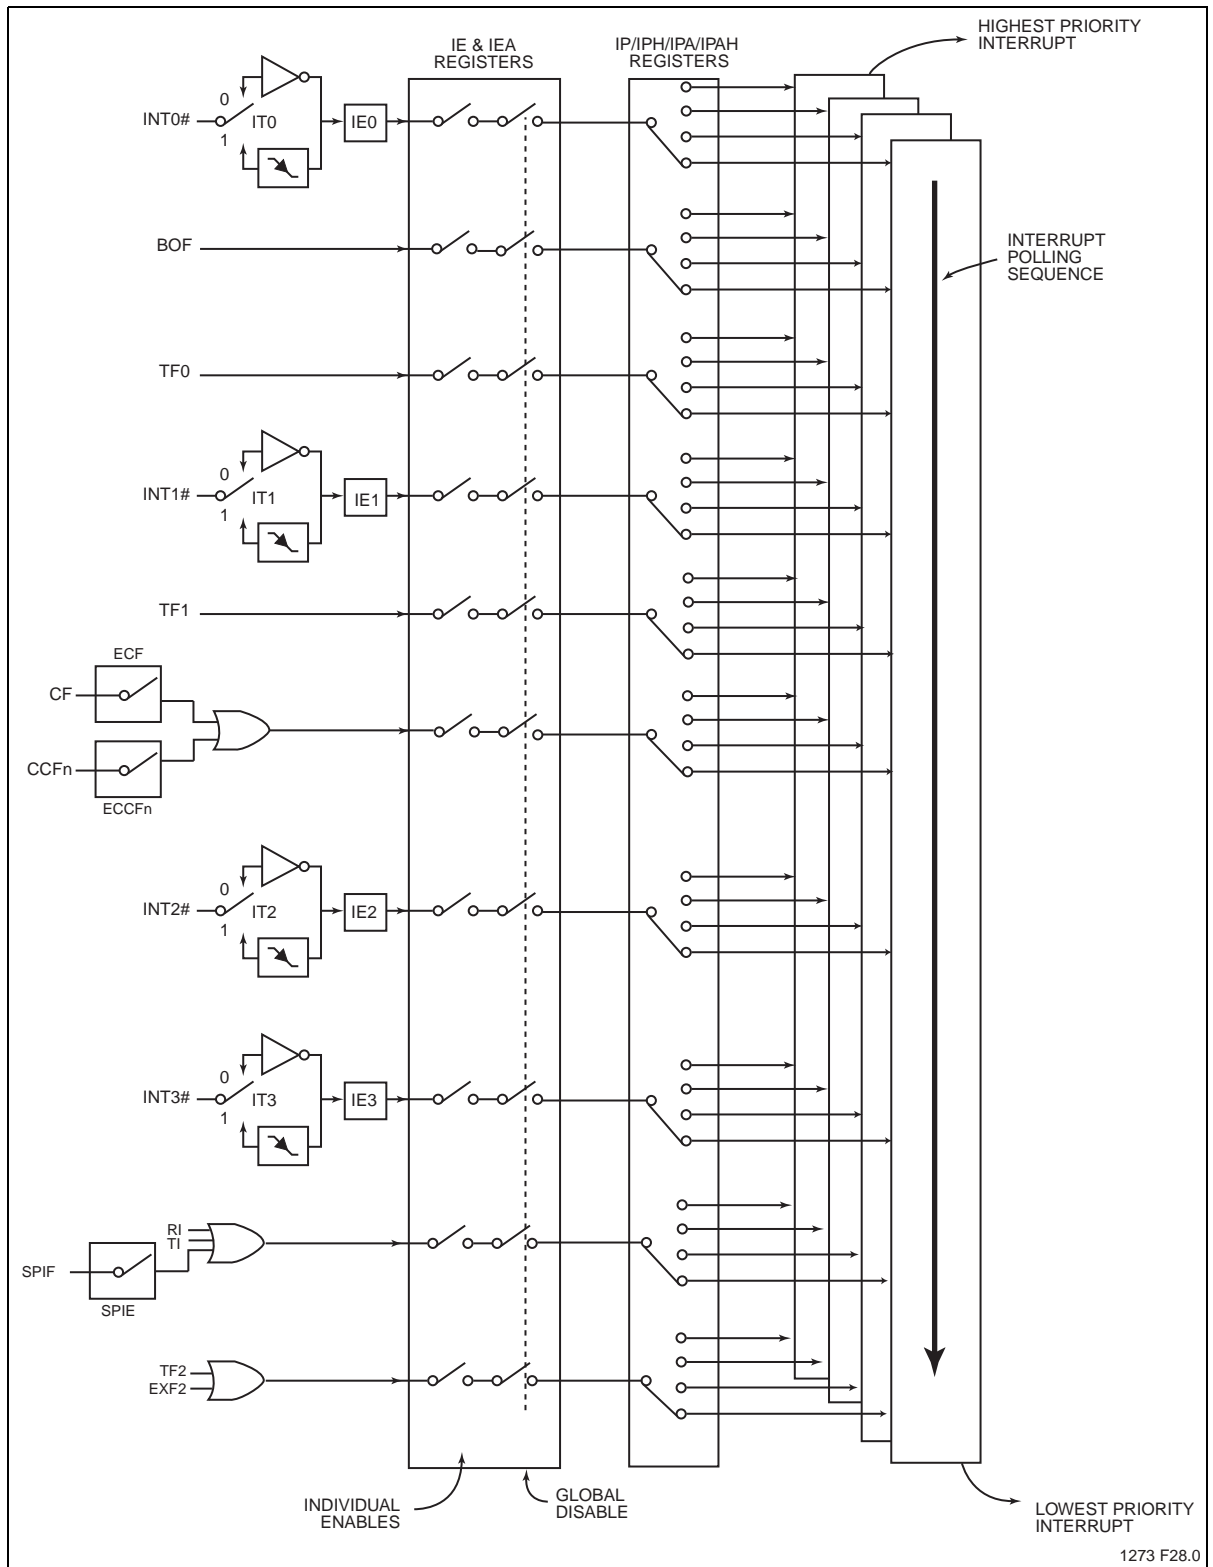 HIGHEST PRIORITY
INTERRUPT
IE & IEA
REGISTERS
IP/IPH/IPA/IPAH
REGISTERS
0
INT0#
IT0
IE0
1
BOF
INTERRUPT
POLLING
SEQUENCE
TF0
0
INT1#
IT1
IE1
1
TF1
ECF
CF
CCFn
ECCFn
0
INT2#
IT2
IE2
1
0
INT3#
IT3
IE3
1
RI
TI
SPIF
SPIE
TF2
EXF2
INDIVIDUAL
ENABLES
GLOBAL
DISABLE
LOWEST PRIORITY
INTERRUPT
1273 F28.0